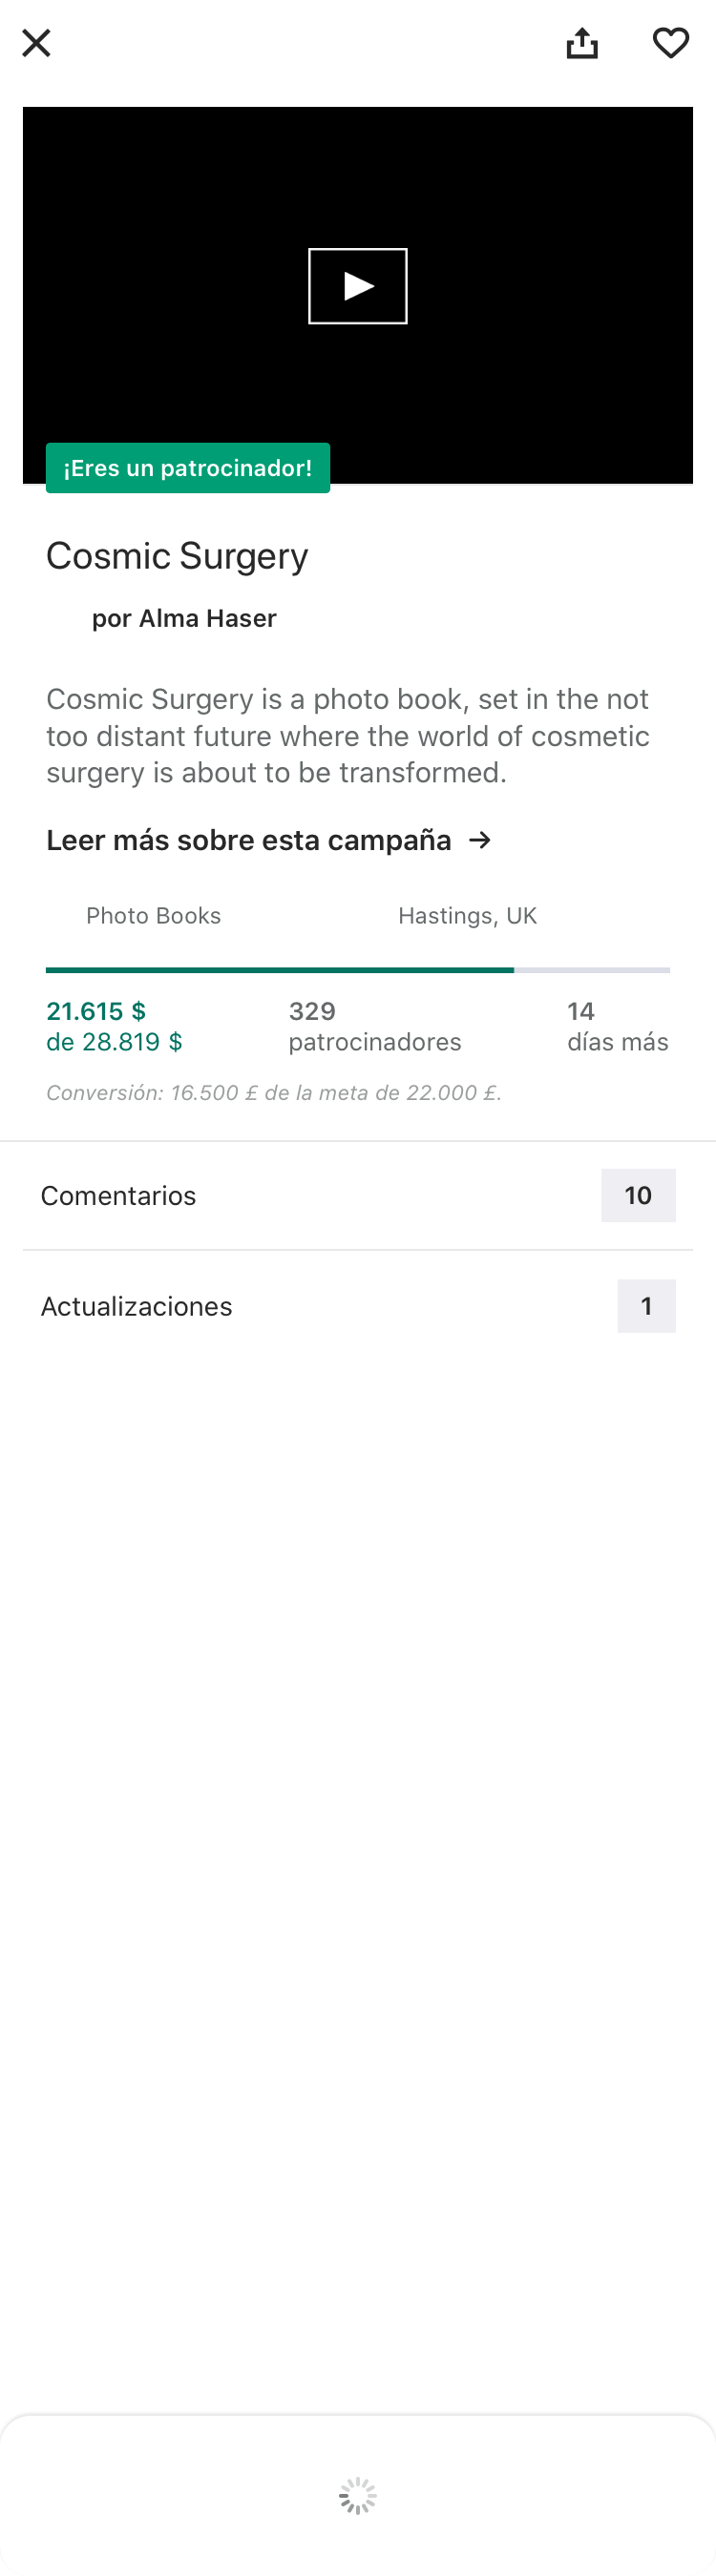 ¡Eres un patrocinador!
Cosmic Surgery
por Alma Haser
Cosmic Surgery is a photo book, set in the not
too distant future where the world of cosmetic
surgery is about to be transformed.
Leer más sobre esta campaña →
Photo Books
Hastings, UK
21.615 $
de 28.819 $
329
patrocinadores
14
días más
Conversión: 16.500 £ de la meta de 22.000 £.
Comentarios
10
Actualizaciones
1